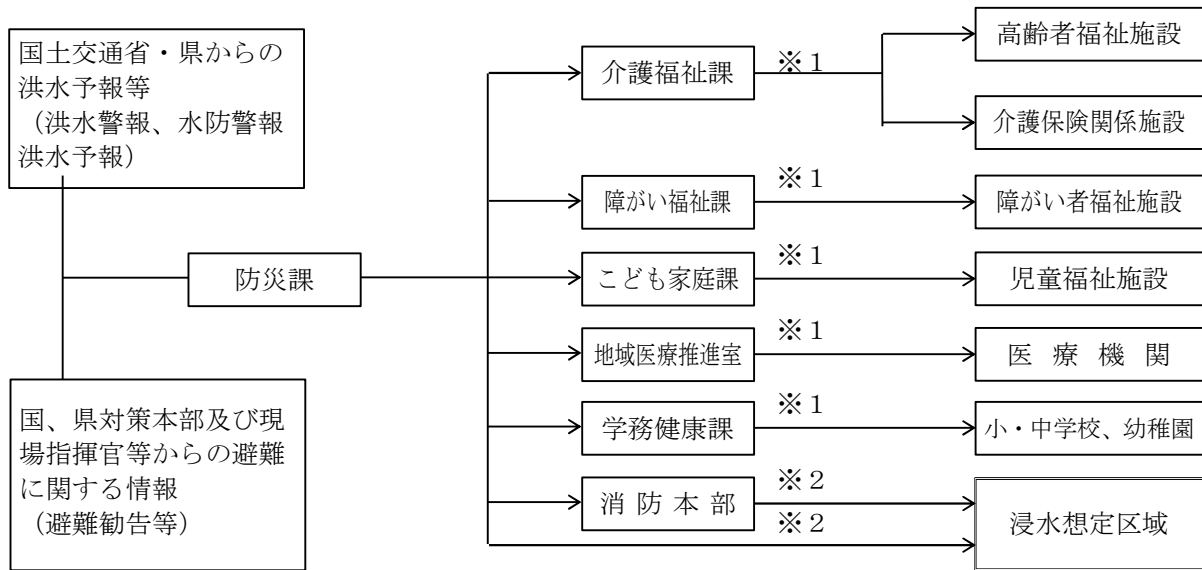 国土交通省・県からの
洪水予報等
（洪水警報、水防警報
洪水予報）
国、県対策本部及び現
場指揮官等からの避難
に関する情報
（避難勧告等）
防災課
介護福祉課
※1
高齢者福祉施設
介護保険関係施設
障がい福祉課
※1
障がい者福祉施設
こども家庭課
※1
児童福祉施設
地域医療推進室
※1
医療機関
学務健康課
※1
小・中学校、幼稚園
消防本部
※2
※2
浸水想定区域